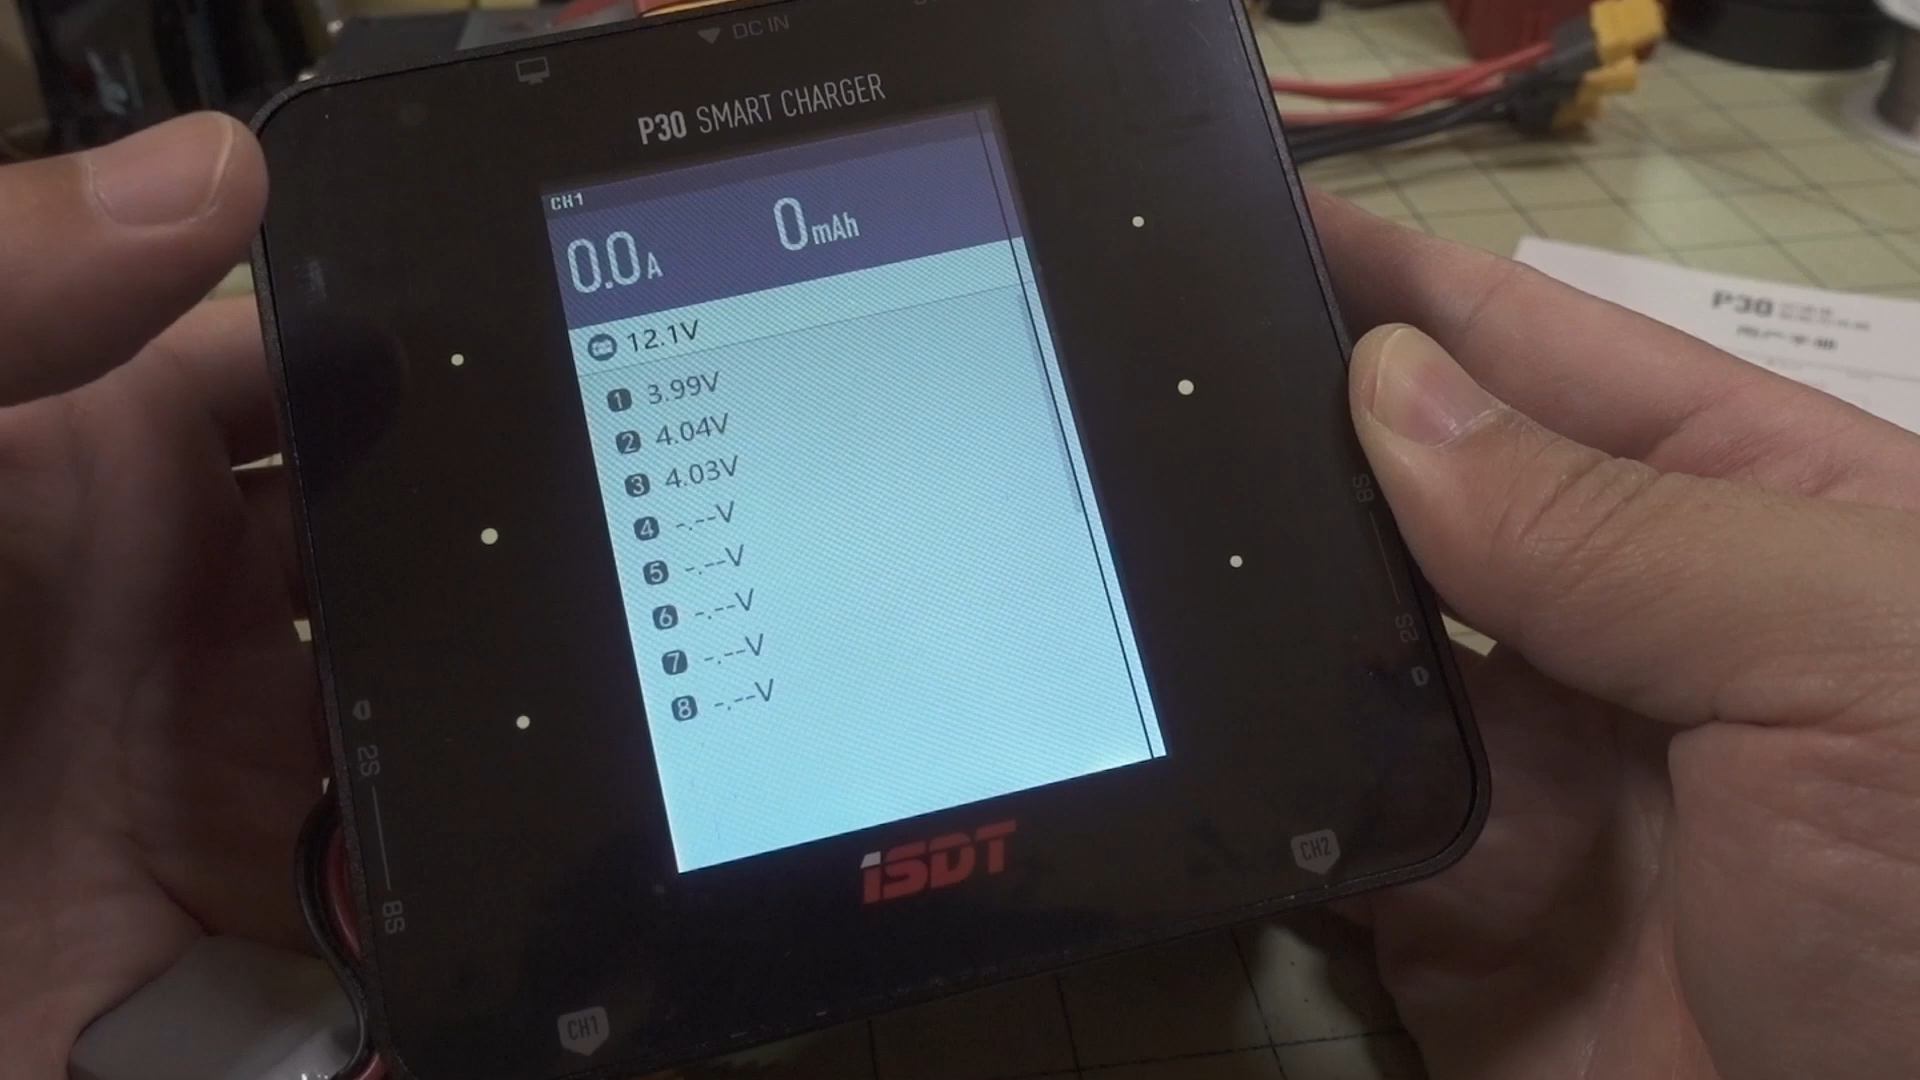 DC IN
P30 SMART CHARGER
CH1
0.0A 0mAh
12.1V
1 3.99V
2 4.04V
3 4.03V
4 -.--V
5 -.--V
6 -.--V
7 -.--V
8 -.--V
iSDT
2S
8S
CH1
8S
2S
CH2
P30